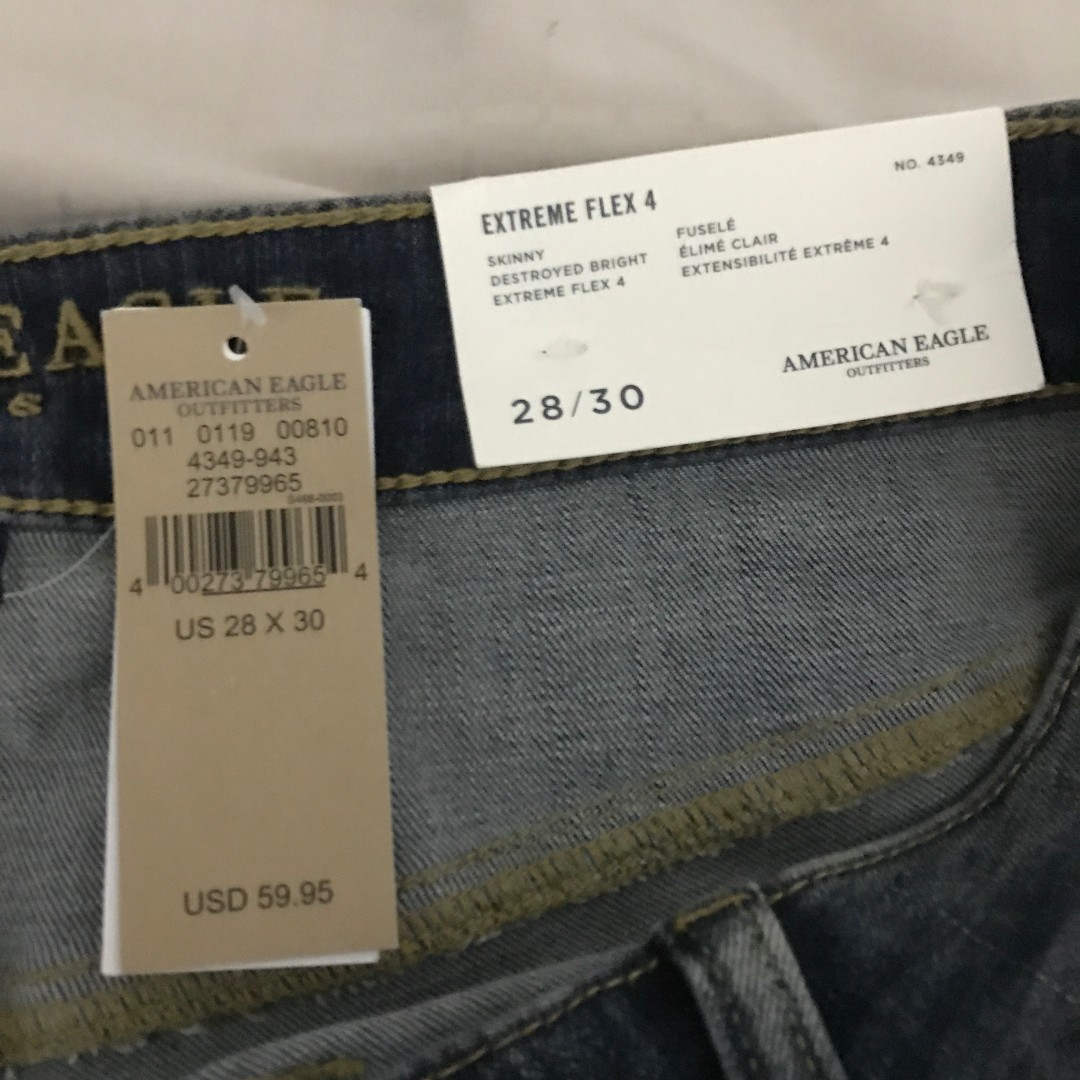 NO. 4349
EXTREME FLEX 4
SKINNY
DESTROYED BRIGHT
EXTREME FLEX 4
FUSELÉ
ÉLIMÉ CLAIR
EXTENSIBILITÉ EXTRÊME 4
AMERICAN EAGLE
OUTFITTERS
28/30
AMERICAN EAGLE
OUTFITTERS
011 0119 00810
4349-943
27379965
4 00273 79965 4
US 28 X 30
USD 59.95